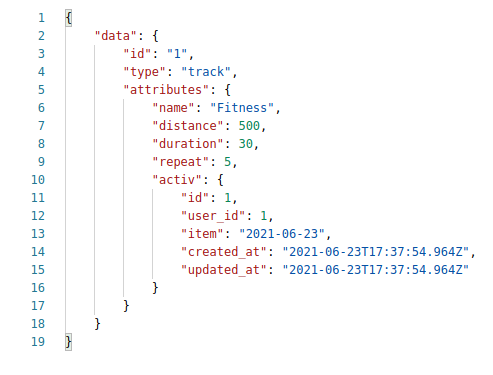 1 {
2     "data": {
3         "id": "1",
4         "type": "track",
5         "attributes": {
6             "name": "Fitness",
7             "distance": 500,
8             "duration": 30,
9             "repeat": 5,
10             "activ": {
11                 "id": 1,
12                 "user_id": 1,
13                 "item": "2021-06-23",
14                 "created_at": "2021-06-23T17:37:54.964Z",
15                 "updated_at": "2021-06-23T17:37:54.964Z"
16             }
17         }
18     }
19 }